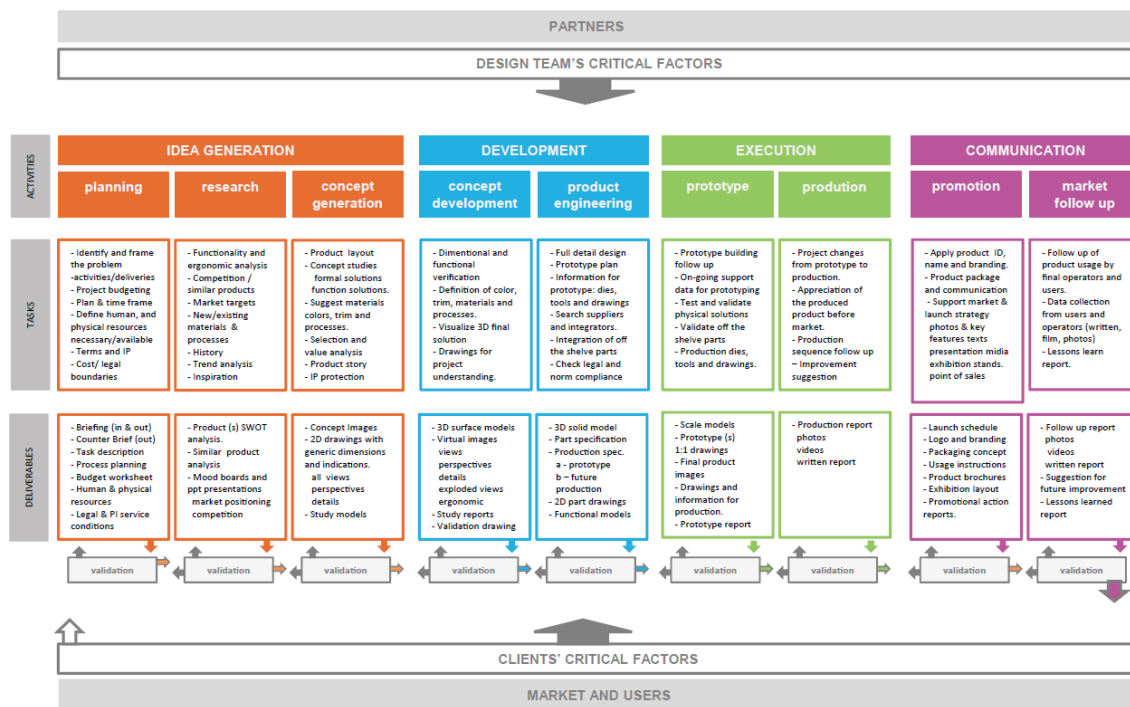 PARTNERS
DESIGN TEAM'S CRITICAL FACTORS
ACTIVITIES
IDEA GENERATION
planning
research
concept
generation
DEVELOPMENT
concept
development
product
engineering
EXECUTION
prototype
prodution
COMMUNICATION
promotion
market
follow up
TASKS
- Identify and frame
the problem
-activities/deliveries
- Project budgeting
- Plan & time frame
- Define human, and
physical resources
necessary/available
- Terms and IP
- Cost/ legal
boundaries
- Functionality and
ergonomic analysis
- Competition /
similar products
- Market targets
- New/existing
materials &
processes
- History
- Trend analysis
- Inspiration
- Product layout
- Concept studies
formal solutions
function solutions.
- Suggest materials
colors, trim and
processes.
- Selection and
value analysis
- Product story
- IP protection
- Dimentional and
functional
verification
- Definition of color,
trim, materials and
processes.
- Visualize 3D final
solution
- Drawings for
project
understanding.
- Full detail design
- Prototype plan
- Information for
prototype: dies,
tools and drawings
- Search suppliers
and integrators.
- Integration of off
the shelve parts
- Check legal and
norm compliance
- Prototype building
follow up
- On-going support
data for prototyping
- Test and validate
physical solutions
- Validate off the
shelve parts
- Production dies,
tools and drawings.
- Project changes
from prototype to
production.
- Appreciation of
the produced
product before
market.
- Production
sequence follow up
– Improvement
suggestion
- Apply product ID,
name and branding.
- Product package
and communication
- Support market &
launch strategy
photos & key
features texts
presentation midia
exhibition stands.
point of sales
- Follow up of
product usage by
final operators and
users.
- Data collection
from users and
operators (written,
film, photos)
- Lessons learn
report.
DELIVERABLES
- Briefing (in & out)
- Counter Brief (out)
- Task description
- Process planning
- Budget worksheet
- Human & physical
resources
- Legal & PI service
conditions
- Product (s) SWOT
analysis.
- Similar product
analysis
- Mood boards and
ppt presentations
market positioning
competition
- Concept Images
- 2D drawings with
generic dimensions
and indications.
all views
perspectives
details
- Study models
- 3D surface models
- Virtual images
views
perspectives
details
exploded views
ergonomic
- Study reports
- Validation drawing
- 3D solid model
- Part specification
- Production spec.
a - prototype
b – future
production
- 2D part drawings
- Functional models
- Scale models
- Prototype (s)
1:1 drawings
- Final product
images
- Drawings and
information for
production.
- Prototype report
- Production report
photos
videos
written report
- Launch schedule
- Logo and branding
- Packaging concept
- Usage instructions
- Product brochures
- Exhibition layout
- Promotional action
reports.
- Follow up report
photos
videos
written report
- Suggestion for
future improvement
- Lessons learned
report
validation
validation
validation
validation
validation
validation
validation
validation
validation
CLIENTS' CRITICAL FACTORS
MARKET AND USERS